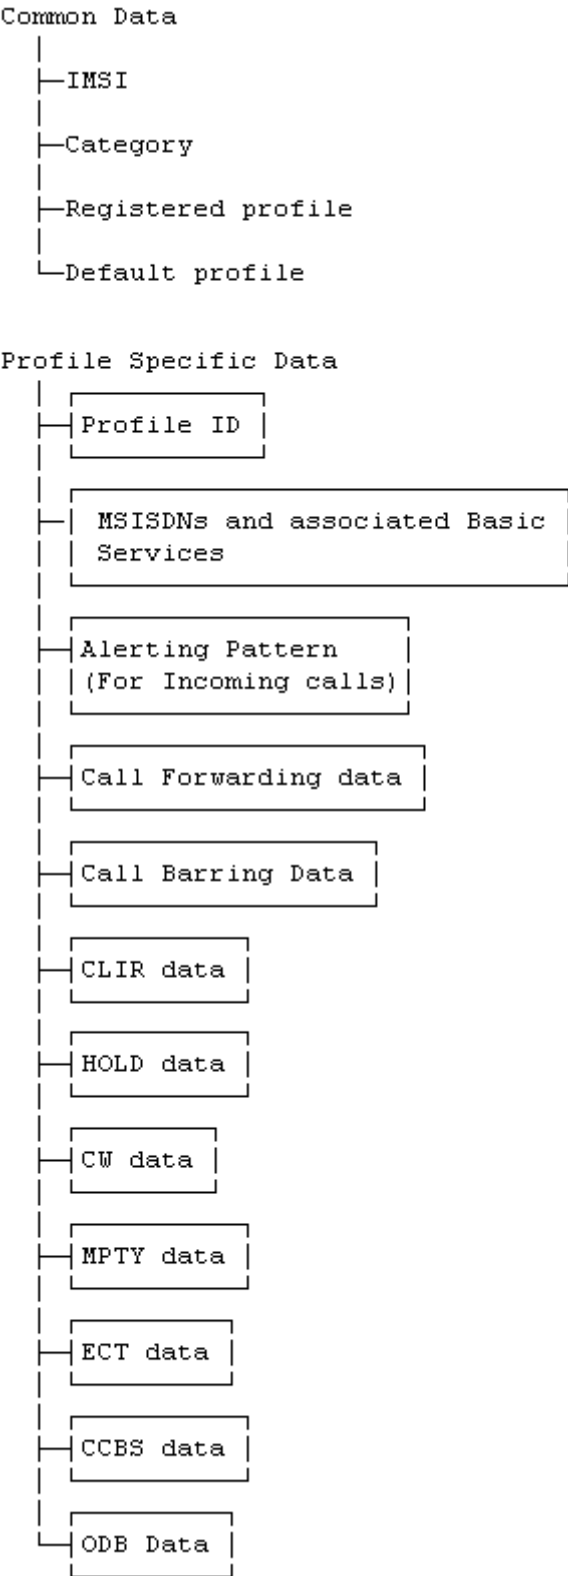 Common Data
IMSI
Category
Registered profile
Default profile
Profile Specific Data
Profile ID
MSISDNs and associated Basic
Services
Alerting Pattern
(For Incoming calls)
Call Forwarding data
Call Barring Data
CLIR data
HOLD data
CW data
MPTY data
ECT data
CCBS data
ODB Data